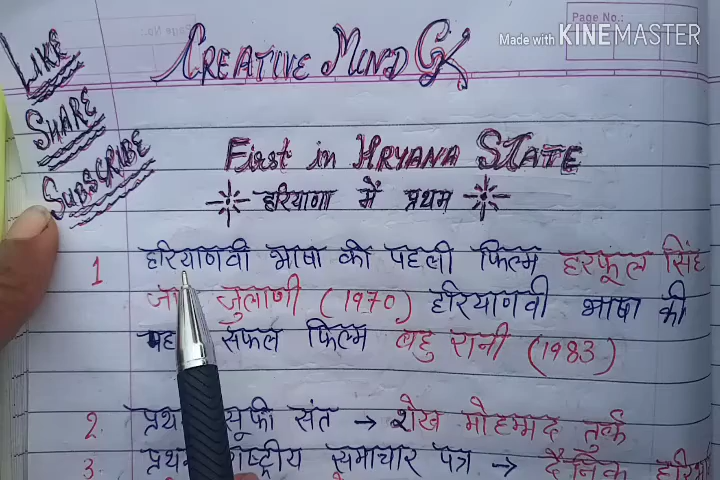 Page No.:
Made with KINEMASTER
LIKE
SHARE
SUBSCRIBE
CREATIVE MIND GK
First in HRYANA STATE
हरियाणा में प्रथम
1 हरियाणवी भाषा की पहली फिल्म हरफूल सिंह
जुलाणी (1970) हरियाणवी भाषा की
सफल फिल्म बहु रानी (1983)
2. सूफी संत → शेख मोहम्मद तुर्क
3. समाचार पत्र → दैनिक